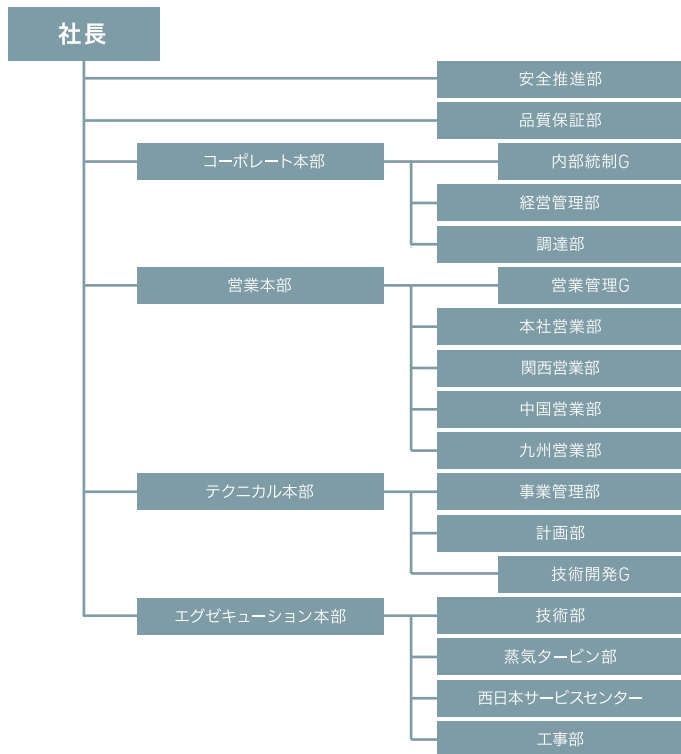 社長
安全推進部
品質保証部
コーポレート本部
内部統制G
経営管理部
調達部
営業本部
営業管理G
本社営業部
関西営業部
中国営業部
九州営業部
テクニカル本部
事業管理部
計画部
技術開発G
エグゼキューション本部
技術部
蒸気タービン部
西日本サービスセンター
工事部